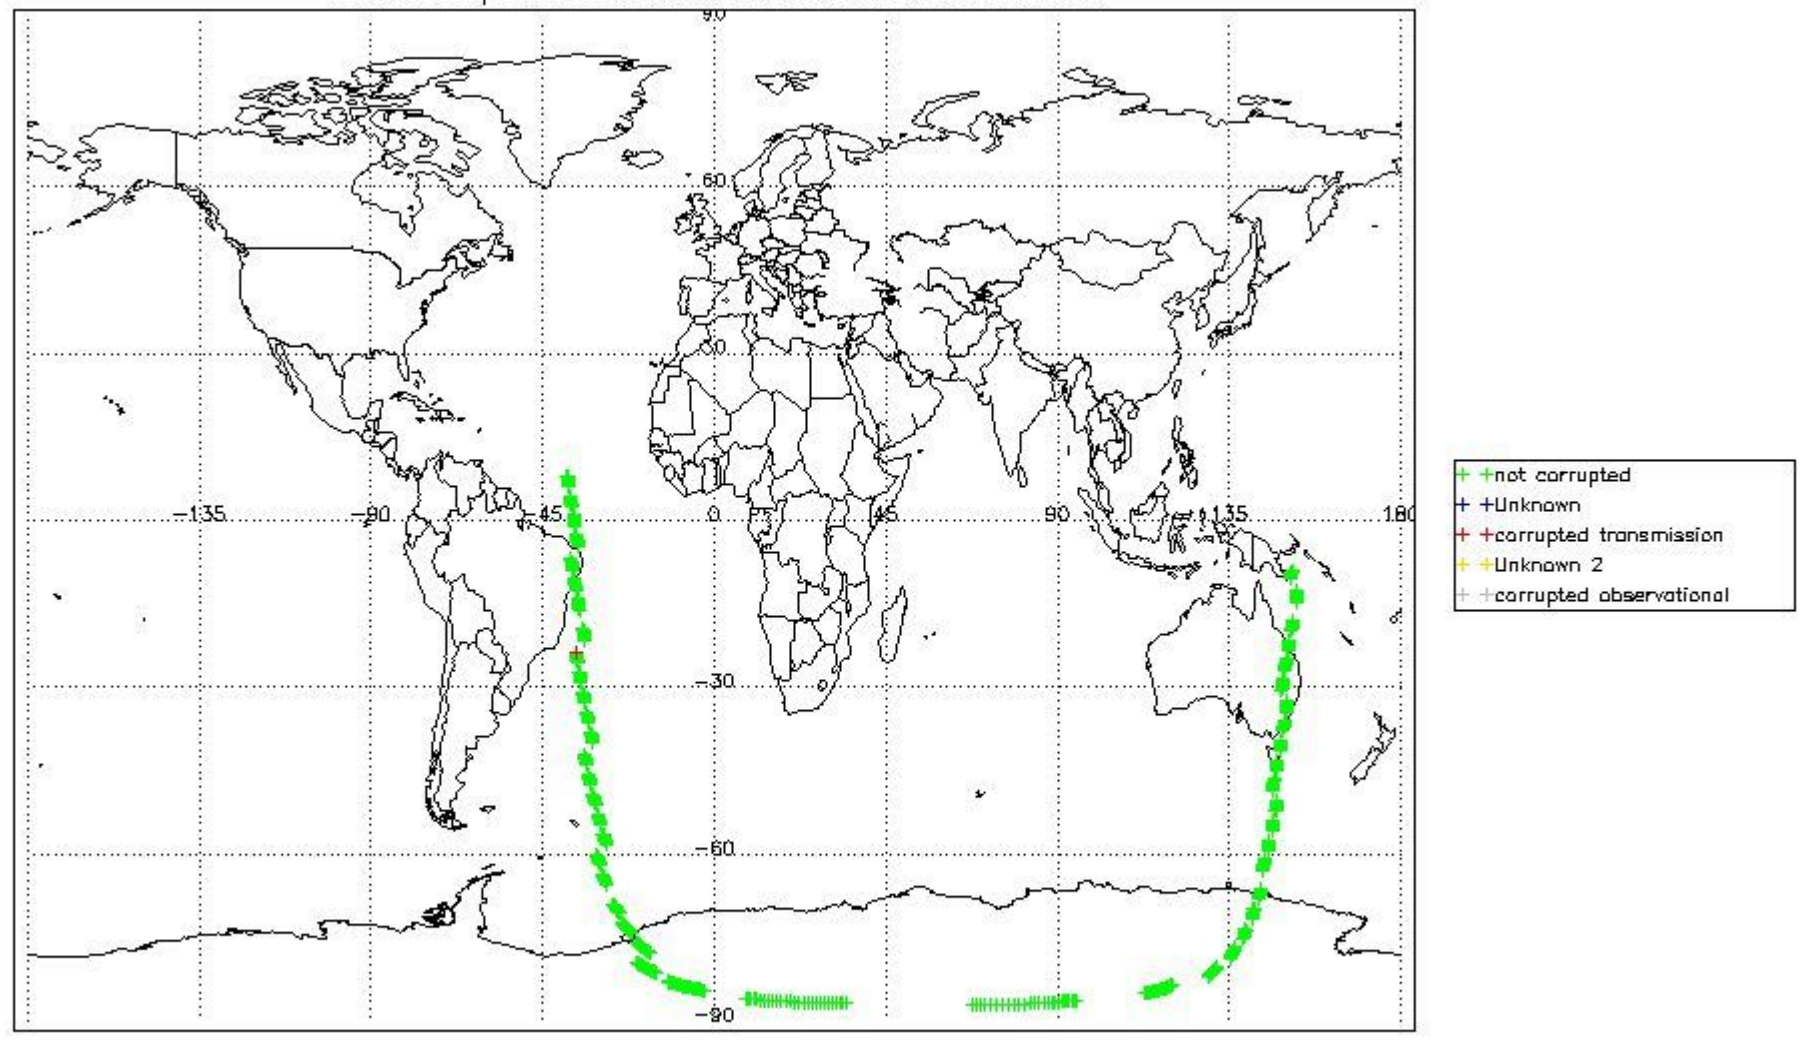 90
60
30
-135
-90
-45
0
45
90
135
180
-30
-60
-90
not corrupted
Unknown
corrupted transmission
Unknown 2
corrupted observational